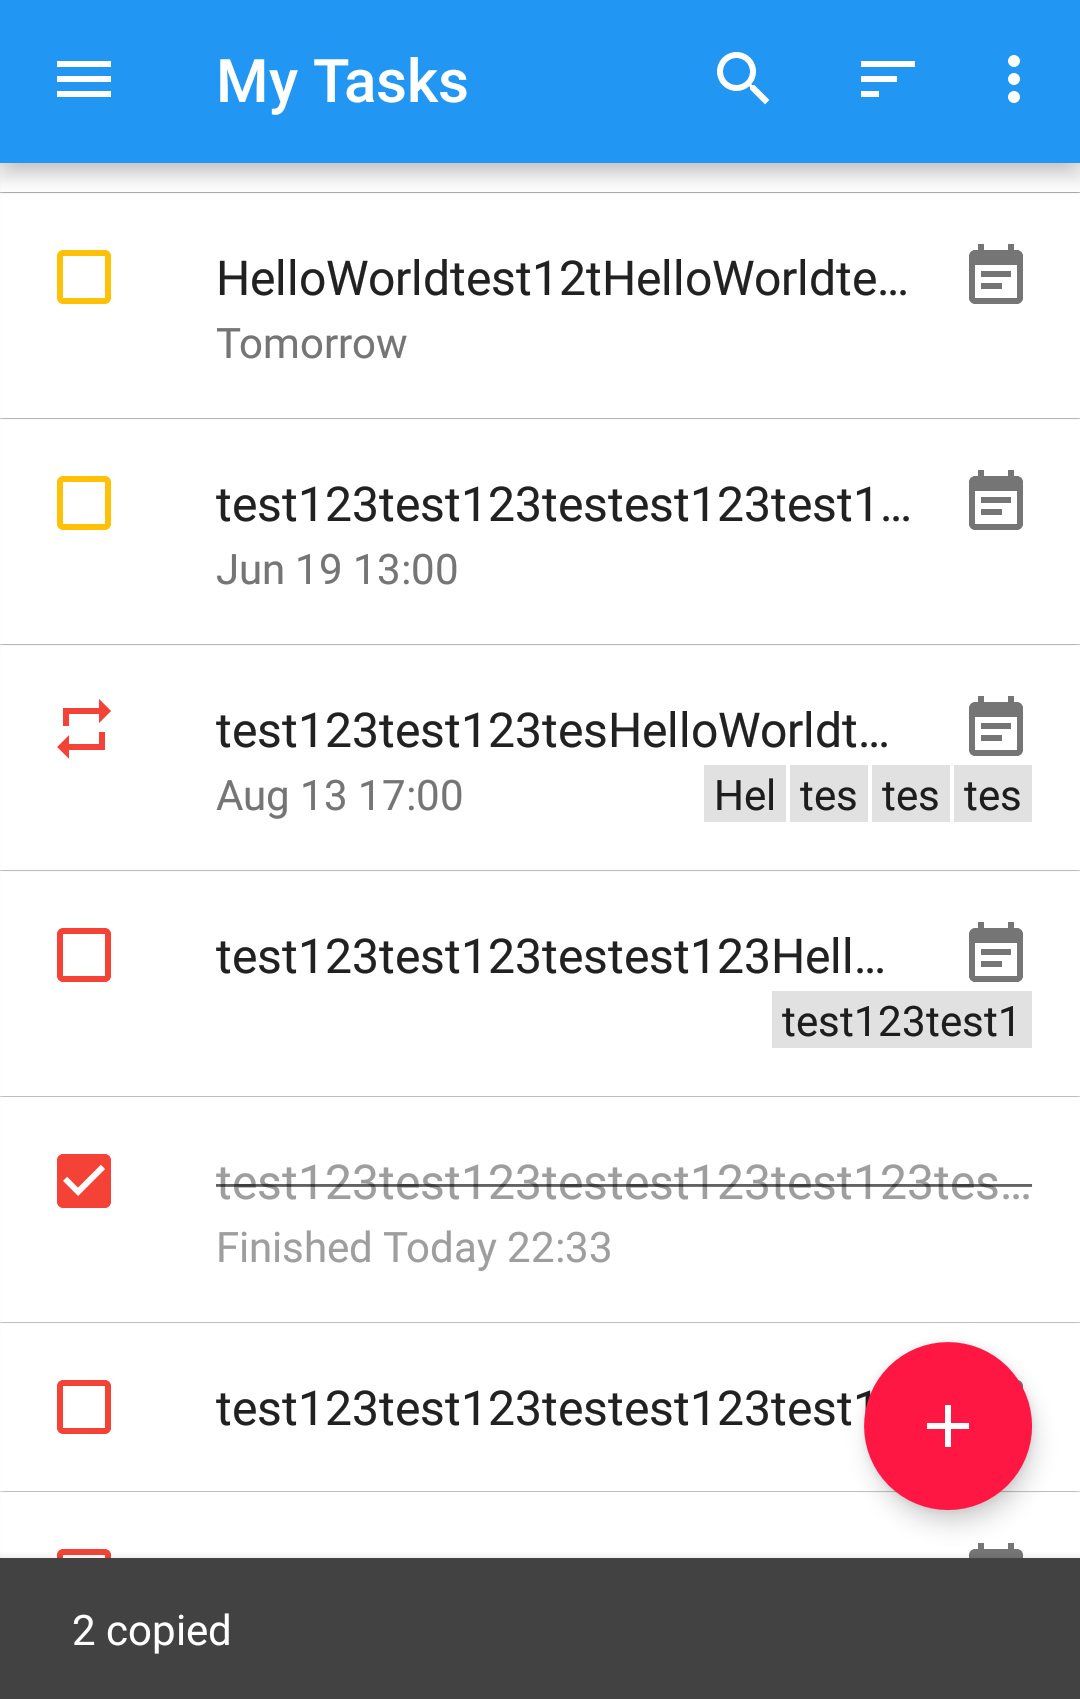 My Tasks
HelloWorldtest12tHelloWorldte...
Tomorrow
test123test123testest123test1...
Jun 19 13:00
test123test123tesHelloWorldt...
Aug 13 17:00 Hel tes tes tes
test123test123testest123Hell...
test123test1
test123test123testest123test123tes...
Finished Today 22:33
test123test123testest123test1
2 copied